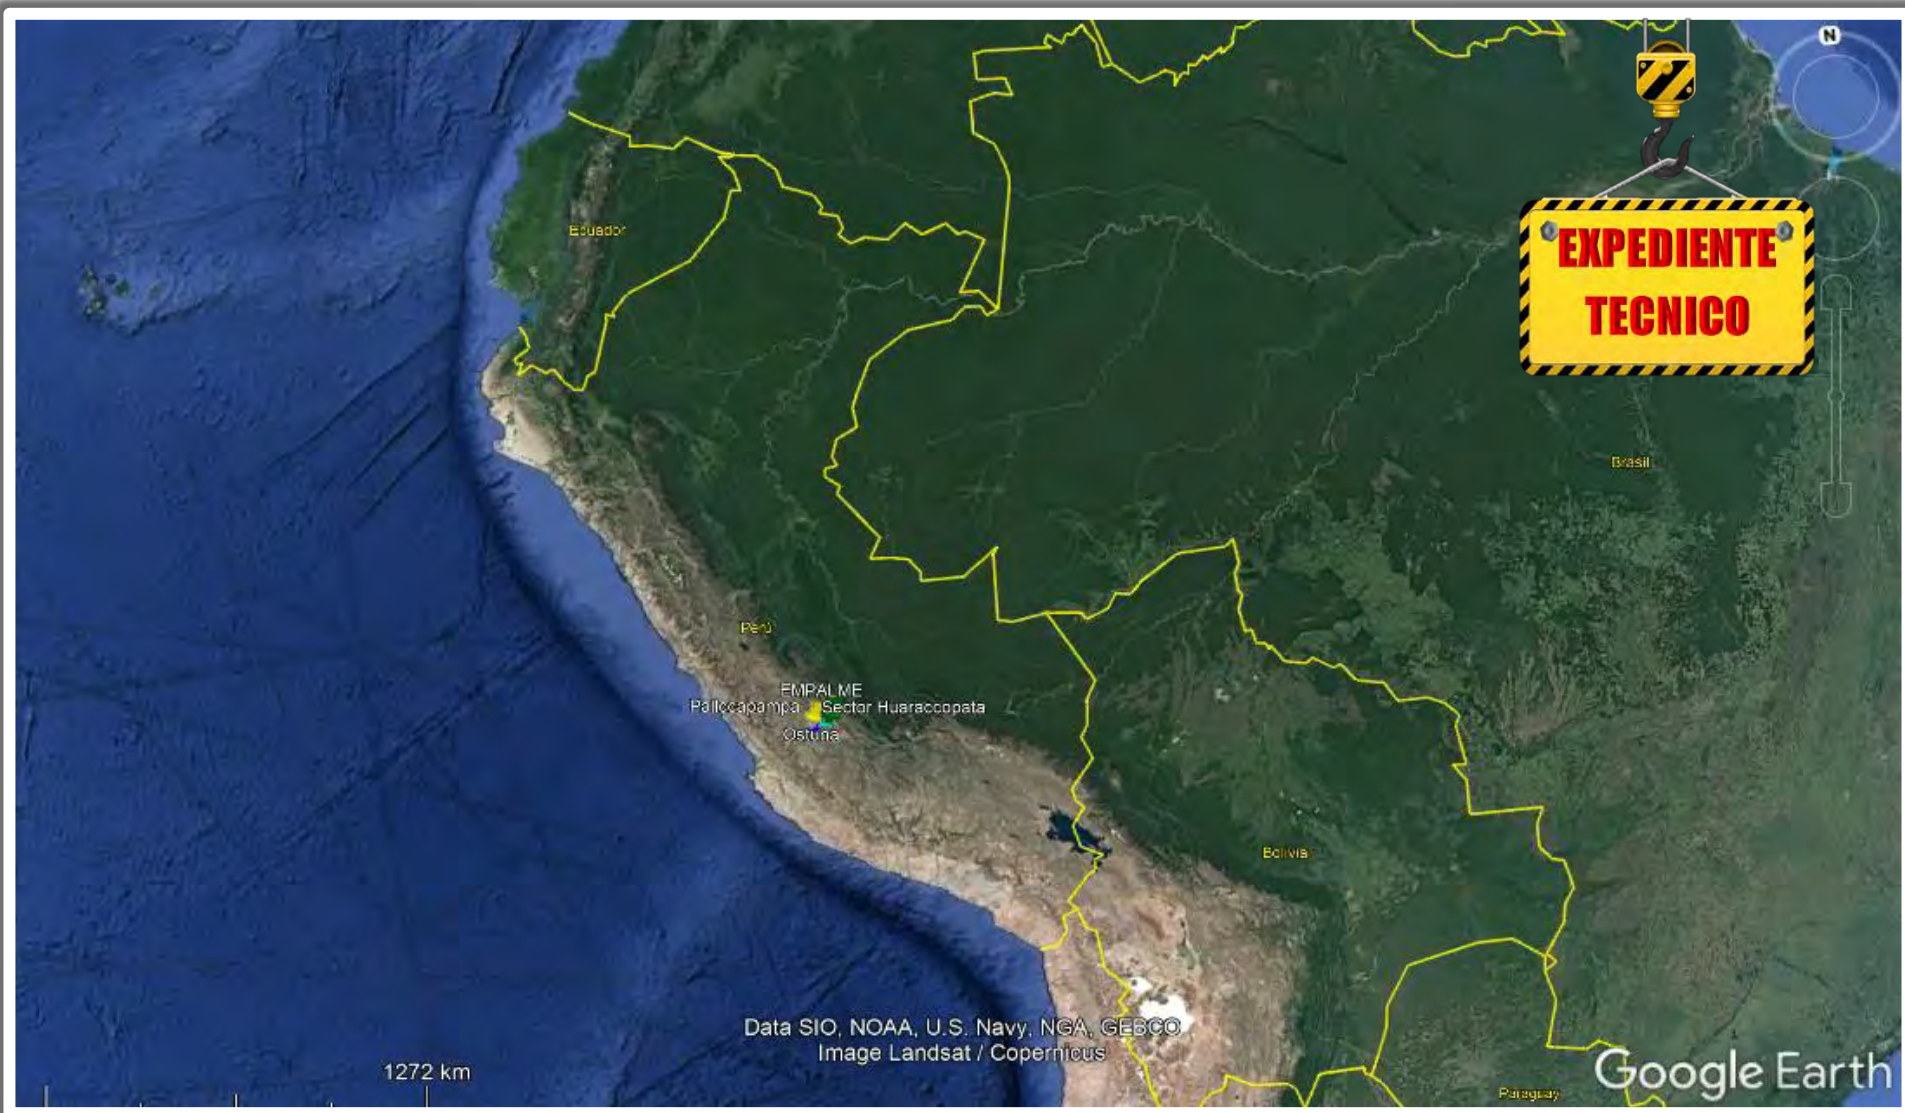 N
EXPEDIENTE
TECNICO
Ecuador
Brasil
Perú
EMPALME
Pallccapampa
Sector Huaraccopata
Ostuna
Bolivia
Data SIO, NOAA, U.S. Navy, NGA, GEBCO
Image Landsat / Copernicus
1272 km
Google Earth
Paraguay